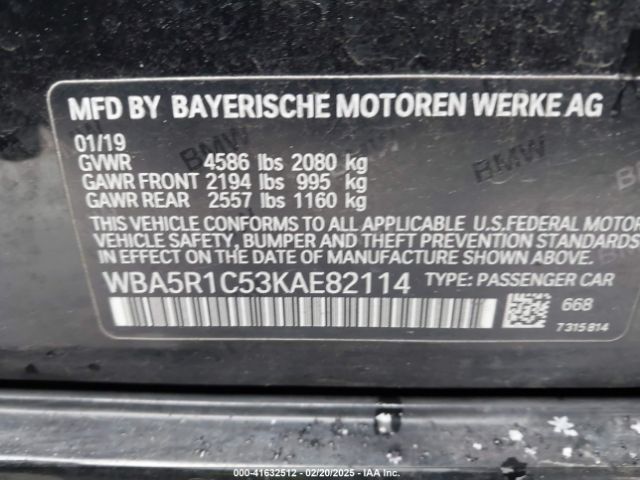 MFD BY BAYERISCHE MOTOREN WERKE AG
01/19
GVWR 4586 lbs 2080 kg
GAWR FRONT 2194 lbs 995 kg
GAWR REAR 2557 lbs 1160 kg
THIS VEHICLE CONFORMS TO ALL APPLICABLE U.S.FEDERAL MOTOR
VEHICLE SAFETY, BUMPER AND THEFT PREVENTION STANDARDS
IN EFFECT ON THE DATE OF MANUFACTURE SHOWN ABOVE.
WBA5R1C53KAE82114 TYPE: PASSENGER CAR
668
7315814
BMW
BMW
BMW
000-41632512 - 02/20/2025 - IAA Inc.